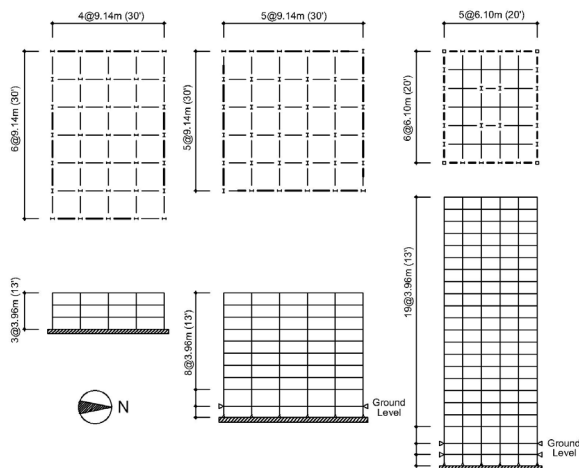 4@9.14m (30')
5@9.14m (30')
5@6.10m (20')
6@9.14m (30')
5@9.14m (30')
6@6.10m (20')
3@3.96m (13')
8@3.96m (13')
19@3.96m (13')
N
Ground
Level
Ground
Level